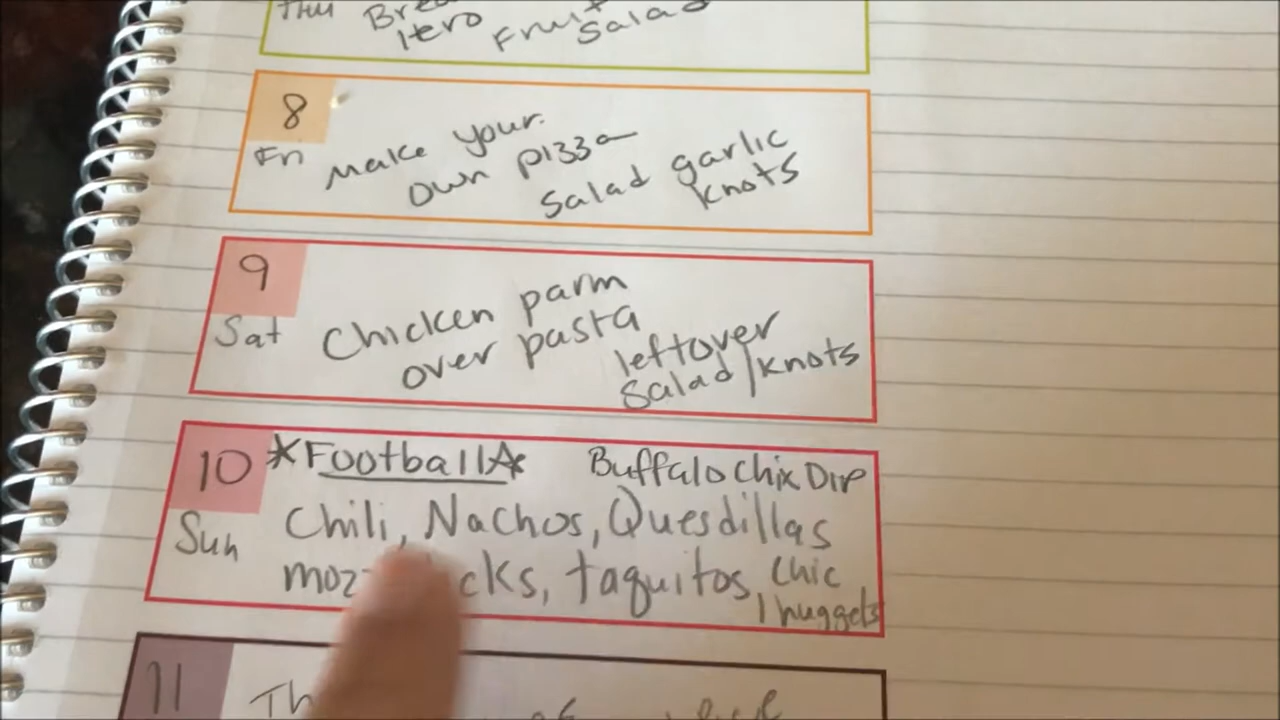 Thu
Fruit
Salad
8
Fri
Make your
own pizza
Salad garlic
knots
9
Sat
Chicken parm
over pasta
leftover
Salad/knots
10
*Football*
Buffalo Chix Dip
Sun
Chili, Nachos, Quesdillas
taquitos, chic
nuggets
11